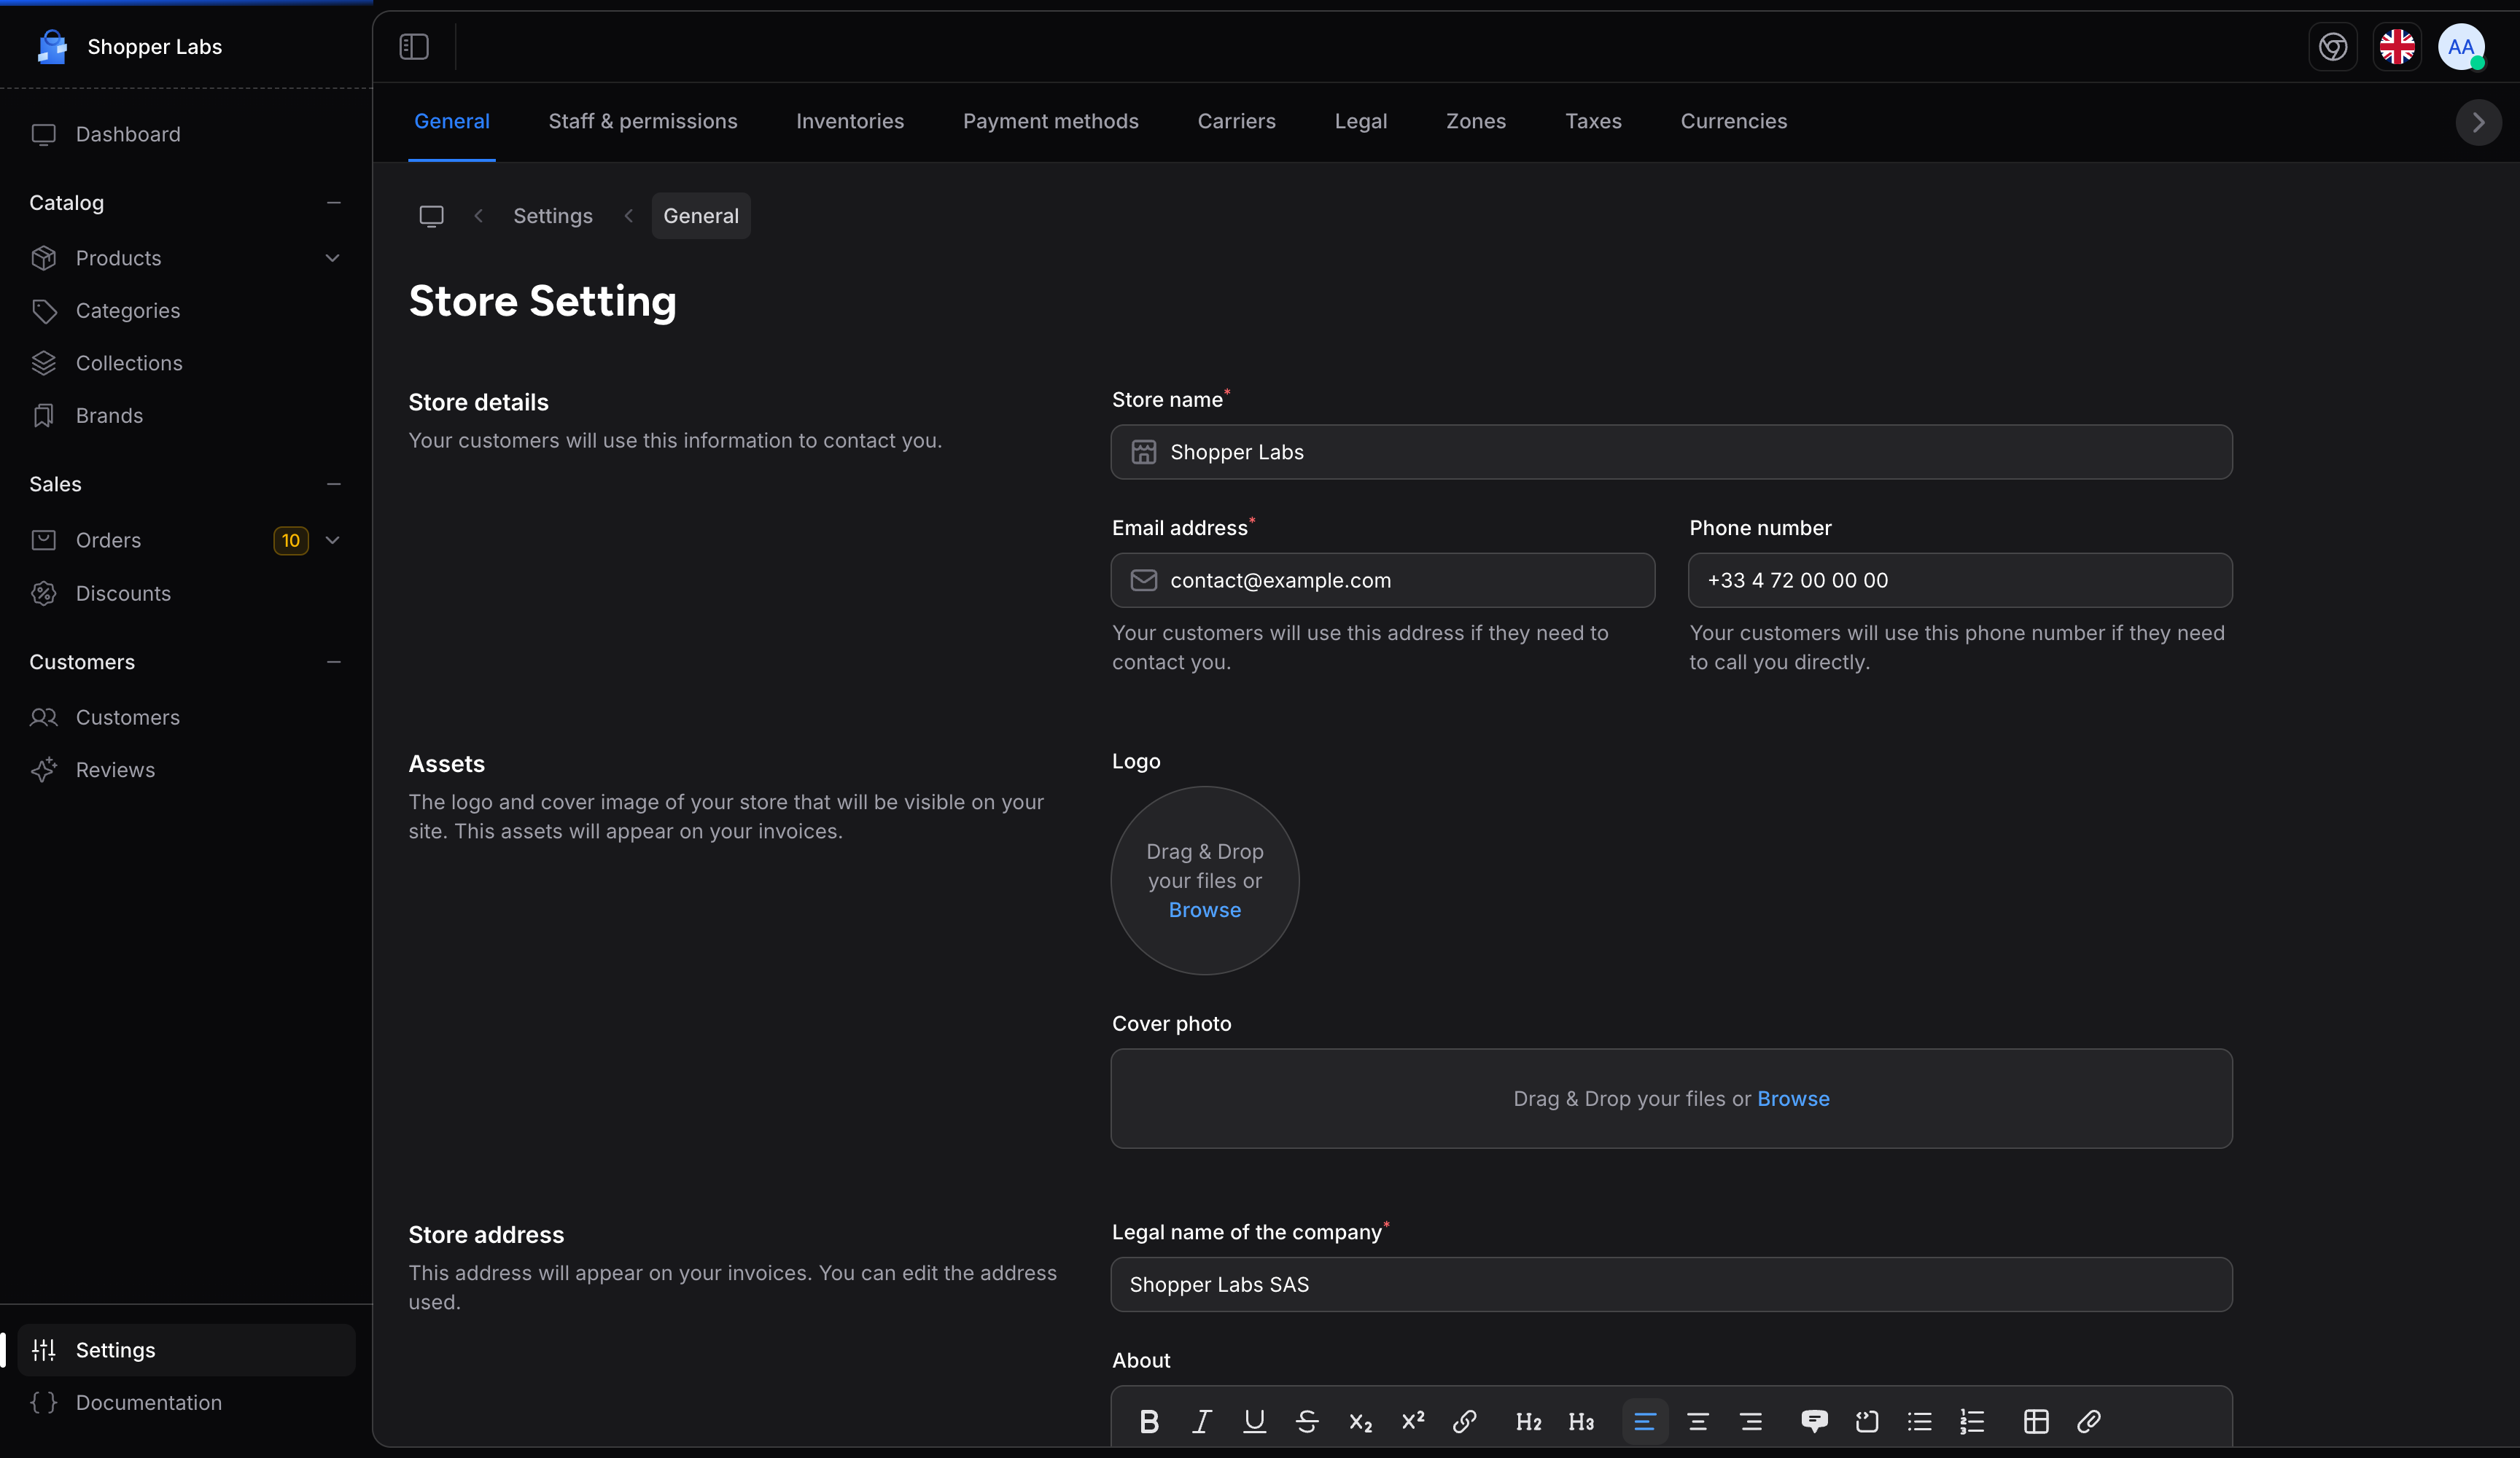 Shopper Labs
Dashboard
Catalog
Products
Categories
Collections
Brands
Sales
Orders
10
Discounts
Customers
Customers
Reviews
Settings
Documentation
AA
General
Staff & permissions
Inventories
Payment methods
Carriers
Legal
Zones
Taxes
Currencies
Settings
General
Store Setting
Store details
Your customers will use this information to contact you.
Store name*
Shopper Labs
Email address*
contact@example.com
Your customers will use this address if they need to
contact you.
Phone number
+33 4 72 00 00 00
Your customers will use this phone number if they need
to call you directly.
Assets
The logo and cover image of your store that will be visible on your
site. This assets will appear on your invoices.
Logo
Drag & Drop
your files or
Browse
Cover photo
Drag & Drop your files or Browse
Store address
This address will appear on your invoices. You can edit the address
used.
Legal name of the company*
Shopper Labs SAS
About
B I U S x₂ x² H2 H3